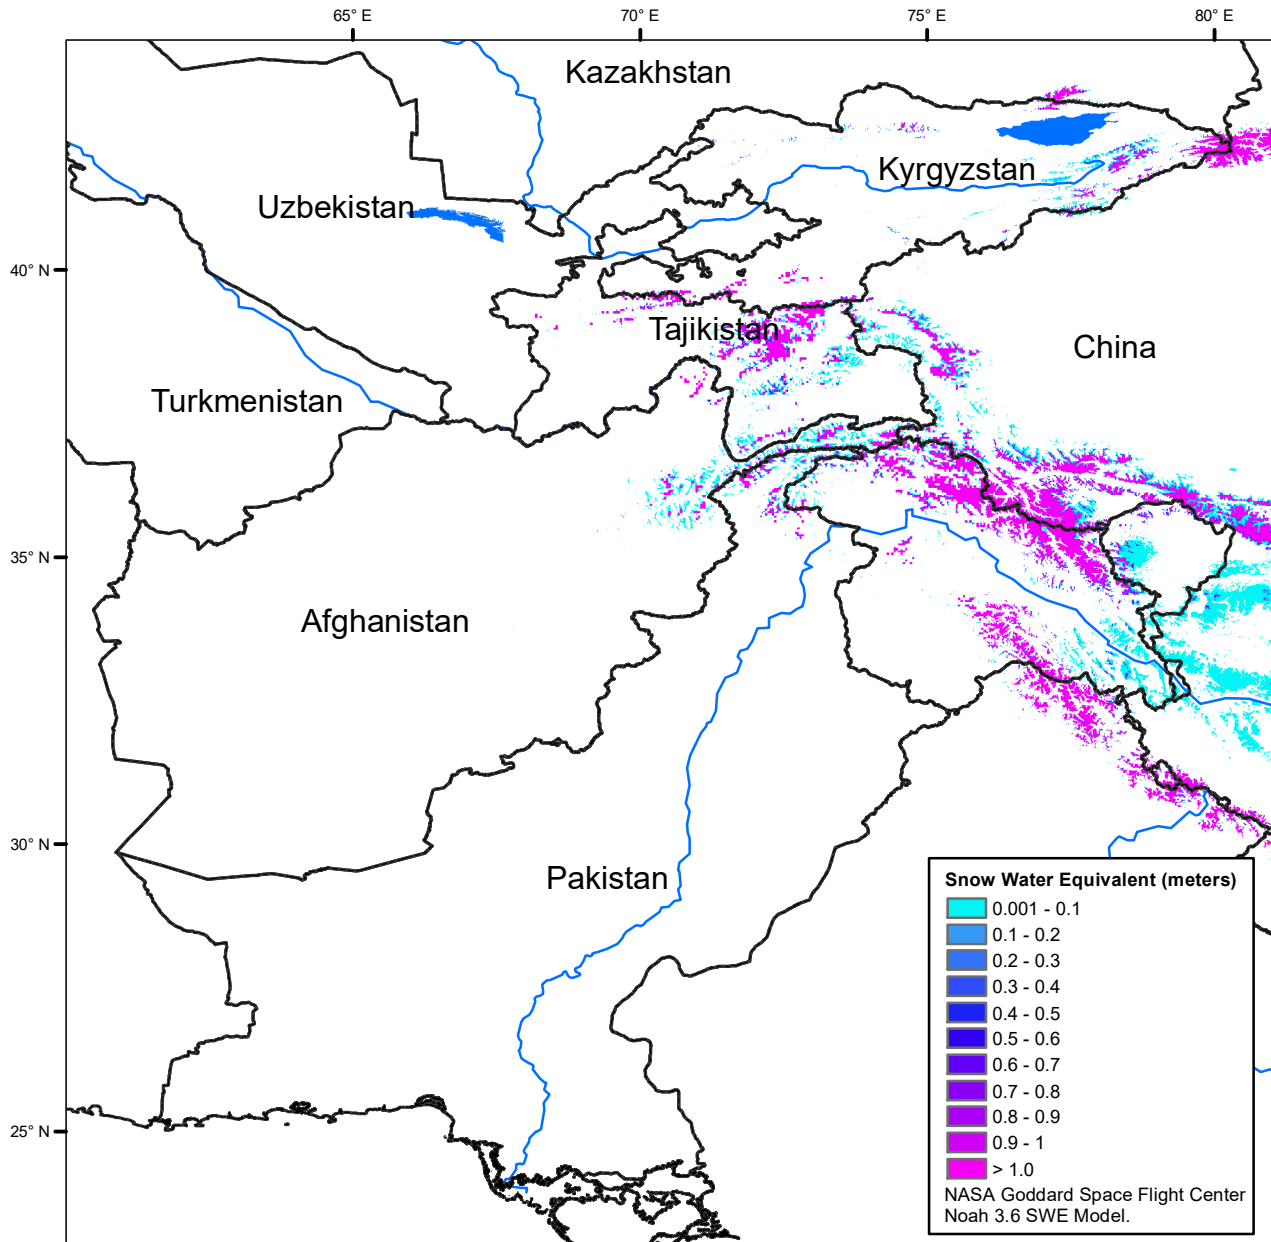 65° E
70° E
75° E
80° E
Kazakhstan
Kyrgyzstan
Uzbekistan
40° N
Tajikistan
China
Turkmenistan
35° N
Afghanistan
30° N
Pakistan
Snow Water Equivalent (meters)
0.001 - 0.1
0.1 - 0.2
0.2 - 0.3
0.3 - 0.4
0.4 - 0.5
0.5 - 0.6
0.6 - 0.7
0.7 - 0.8
0.8 - 0.9
0.9 - 1
> 1.0
25° N
NASA Goddard Space Flight Center
Noah 3.6 SWE Model.